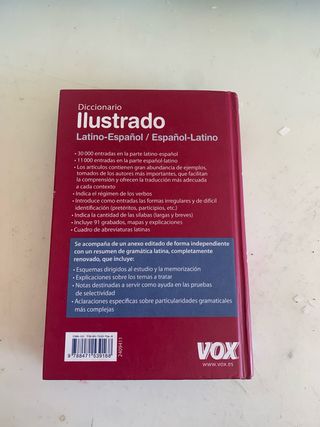 Diccionario
Ilustrado
Latino-Español / Español-Latino
• 30 000 entradas en la parte latino-español
• 11 000 entradas en la parte español-latino
• Los artículos contienen gran abundancia de ejemplos,
tomados de los autores más importantes, que facilitan
la comprensión y ofrecen la traducción más adecuada
a cada contexto
• Indica el régimen de los verbos
• Introduce como entradas las formas irregulares y de difícil
identificación (pretéritos, participios, etc.)
• Indica la cantidad de las sílabas (largas y breves)
• Incluye 91 grabados, mapas y explicaciones
• Cuadro de abreviaturas latinas
Se acompaña de un anexo editado de forma independiente
con un resumen de gramática latina, completamente
renovado, que incluye:
• Esquemas dirigidos al estudio y la memorización
• Explicaciones sobre los temas a tratar
• Notas destinadas a servir como ayuda en las pruebas
de selectividad
• Aclaraciones específicas sobre particularidades gramaticales
más complejas
9 788471 539168
2409411
VOX
www.vox.es